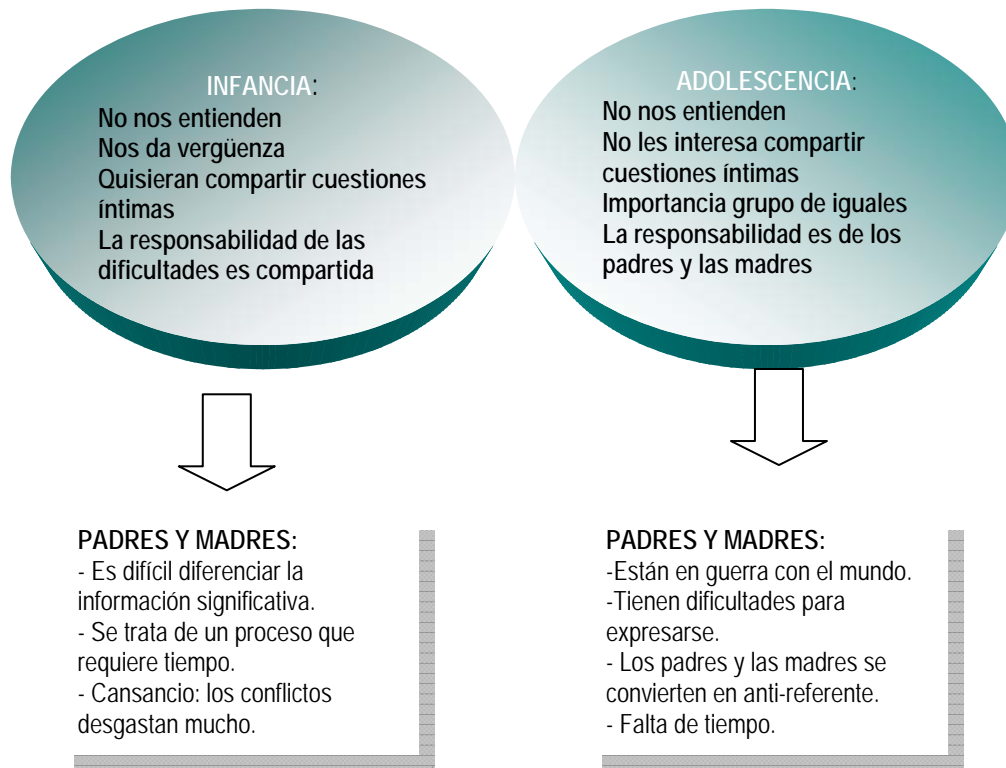 INFANCIA:
No nos entienden
Nos da vergüenza
Quisieran compartir cuestiones
íntimas
La responsabilidad de las
dificultades es compartida
ADOLESCENCIA:
No nos entienden
No les interesa compartir
cuestiones íntimas
Importancia grupo de iguales
La responsabilidad es de los
padres y las madres
PADRES Y MADRES:
- Es difícil diferenciar la
información significativa.
- Se trata de un proceso que
requiere tiempo.
- Cansancio: los conflictos
desgastan mucho.
PADRES Y MADRES:
-Están en guerra con el mundo.
-Tienen dificultades para
expresarse.
- Los padres y las madres se
convierten en anti-referente.
- Falta de tiempo.